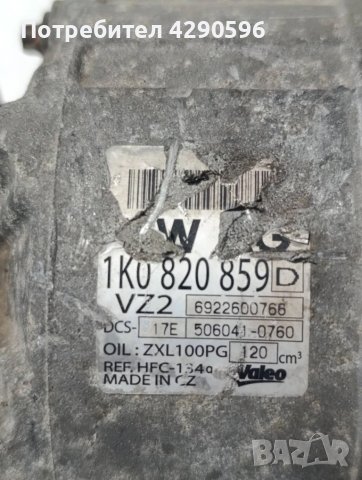 Потребител 4290596
W G
1K0 820 859 D
VZ2 6922600766
DCS- 17E 506041-0760
OIL : ZXL100PG 120 cm³
REF. HFC-134a
MADE IN CZ Valeo
BAZAR